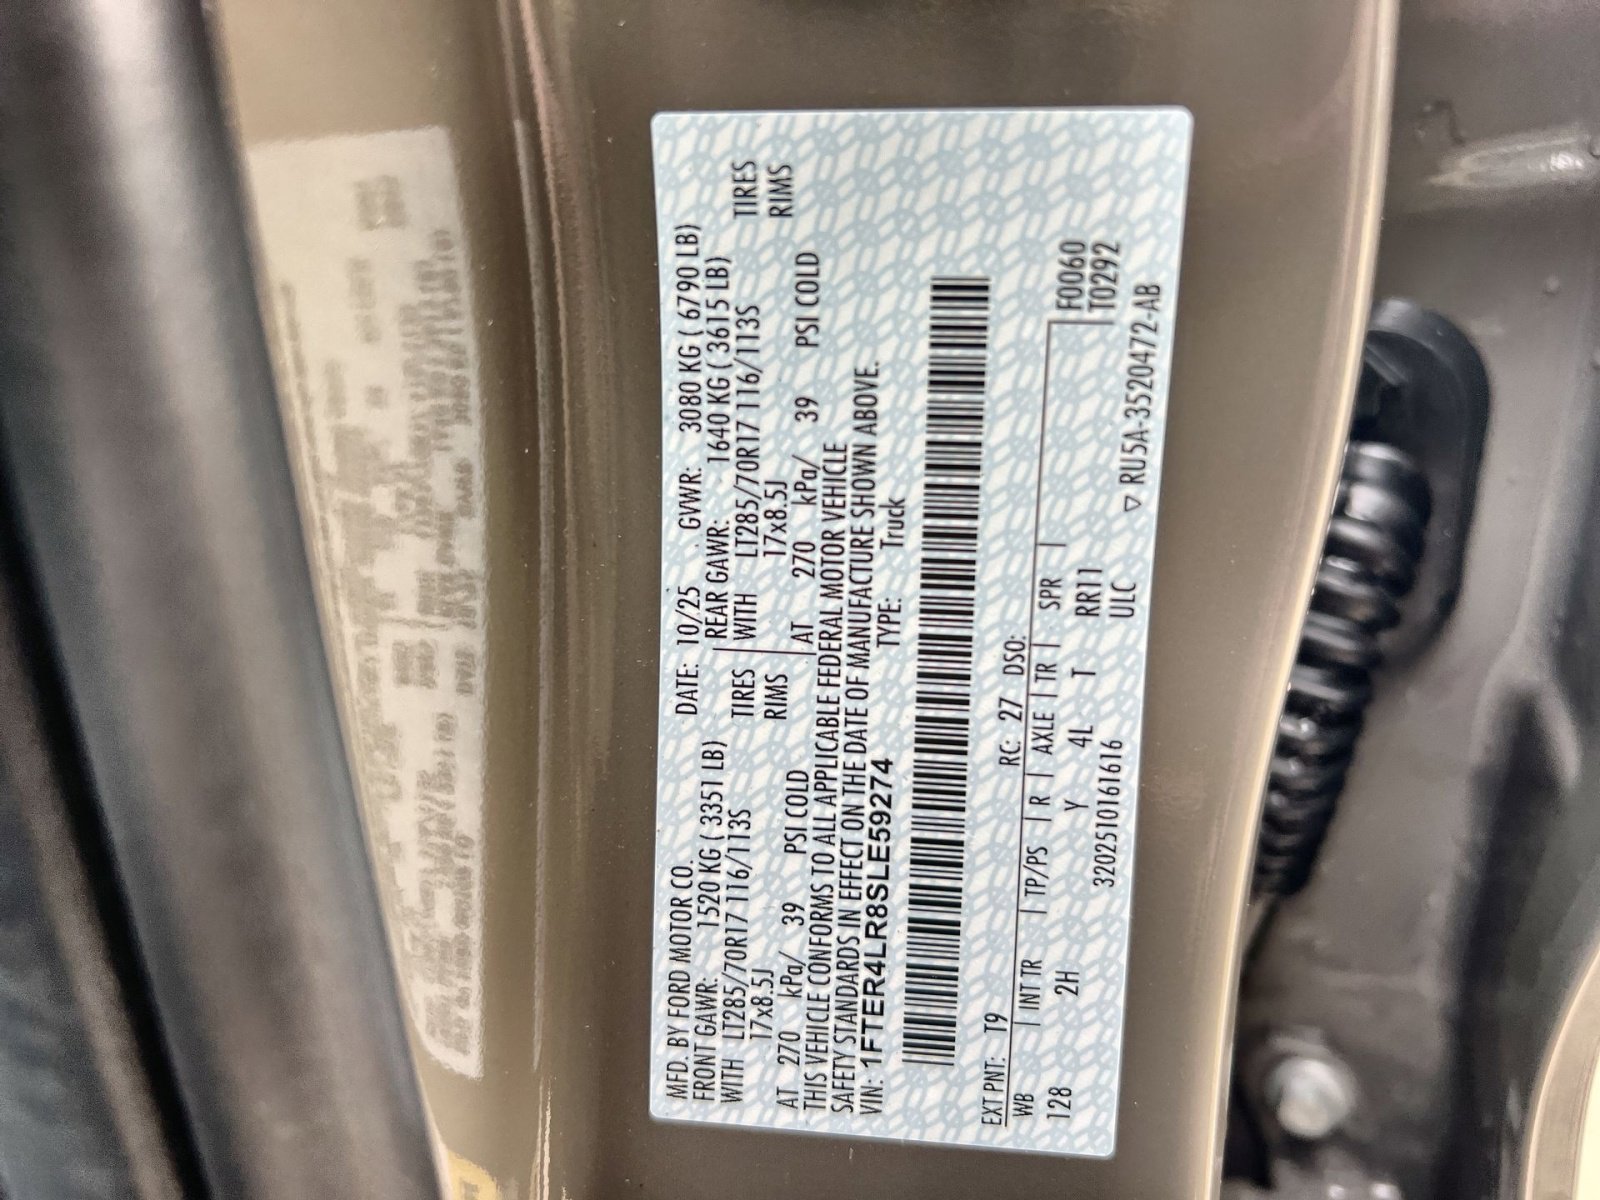 MFD. BY FORD MOTOR CO. DATE: 10/25 GVWR: 3080 KG ( 6790 LB)
FRONT GAWR: 1520 KG ( 3351 LB) REAR GAWR: 1640 KG ( 3615 LB)
WITH LT285/70R17 116/113S TIRES WITH LT285/70R17 116/113S TIRES
17x8.5J RIMS 17x8.5J RIMS
AT 270 kPa/ 39 PSI COLD AT 270 kPa/ 39 PSI COLD
THIS VEHICLE CONFORMS TO ALL APPLICABLE FEDERAL MOTOR VEHICLE
SAFETY STANDARDS IN EFFECT ON THE DATE OF MANUFACTURE SHOWN ABOVE.
VIN: 1FTER4LR8SLE59274 TYPE: Truck
EXT PNT: T9 RC: 27 DSO:
WB INT TR TP/PS R AXLE TR SPR F0060
128 2H Y 4L T RR11 T0292
3202510161616 ULC ▽ RU5A-3520472-AB